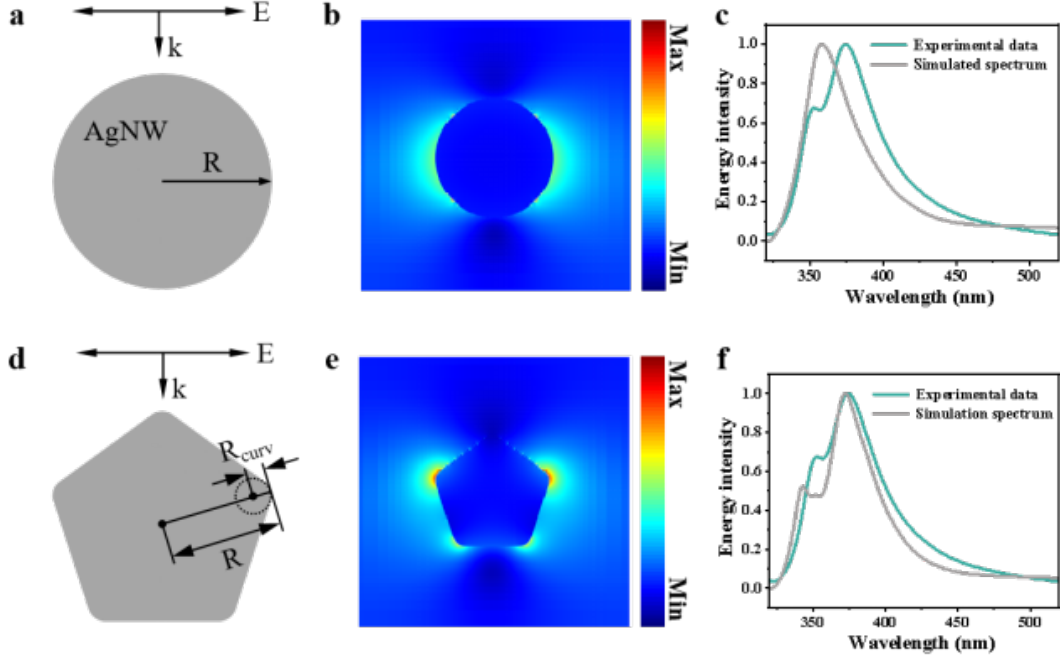 a
E
k
AgNW
R
b
Max
Min
c
Experimental data
Simulated spectrum
Energy intensity
1.0
0.8
0.6
0.4
0.2
0.0
350
400
450
500
Wavelength (nm)
d
E
k
R_curv
R
e
Max
Min
f
Experimental data
Simulation spectrum
Energy intensity
1.0
0.8
0.6
0.4
0.2
0.0
350
400
450
500
Wavelength (nm)